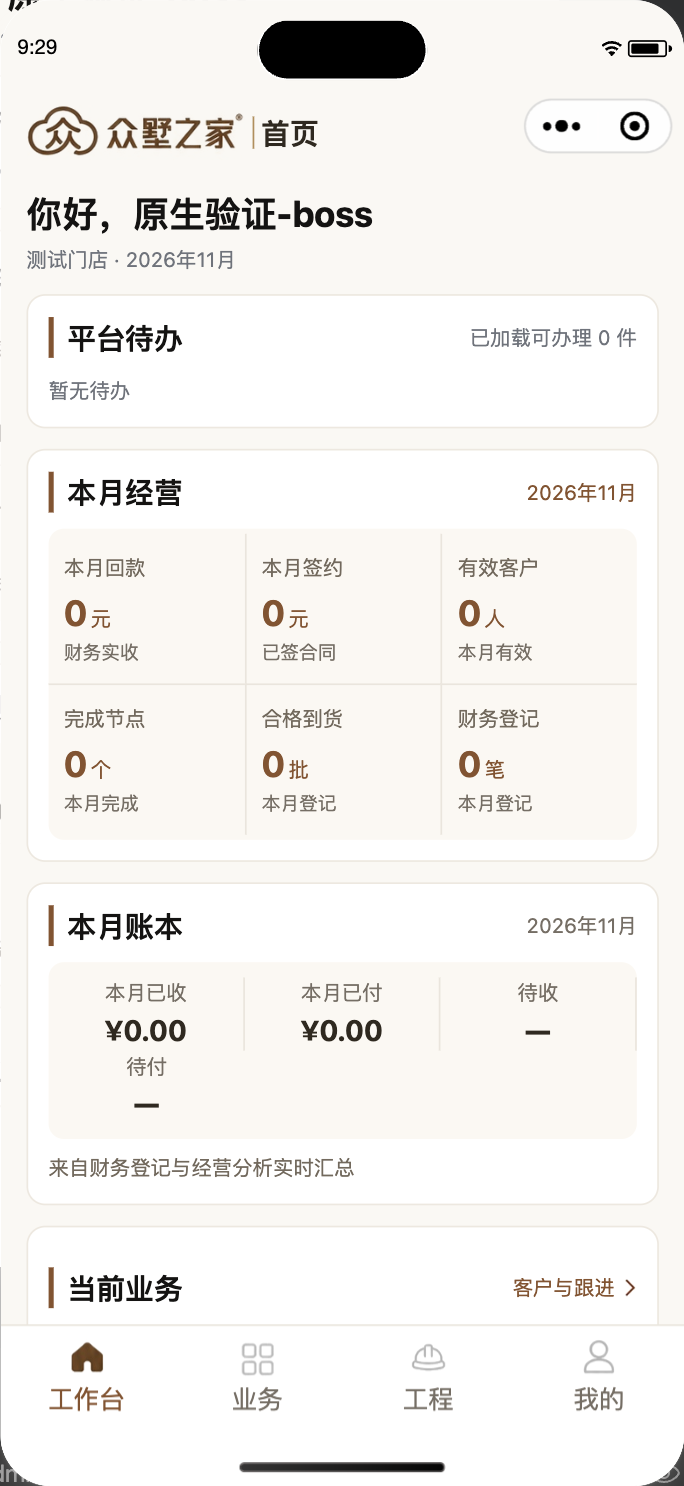 9:29
众墅之家® 首页
你好，原生验证-boss
测试门店 · 2026年11月
平台待办 已加载可办理 0 件
暂无待办
本月经营 2026年11月
本月回款 本月签约 有效客户
0元 0元 0人
财务实收 已签合同 本月有效
完成节点 合格到货 财务登记
0个 0批 0笔
本月完成 本月登记 本月登记
本月账本 2026年11月
本月已收 本月已付 待收
¥0.00 ¥0.00 —
待付
—
来自财务登记与经营分析实时汇总
当前业务 客户与跟进
工作台 业务 工程 我的